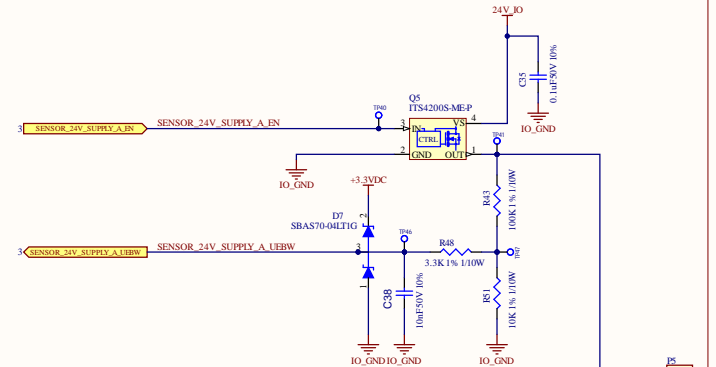 24V_IO
C35
0.1uF50V 10%
IO_GND
Q5
ITS4200S-ME-P
TP40
3 SENSOR_24V_SUPPLY_A_EN
SENSOR_24V_SUPPLY_A_EN
3 IN
VS 4
CTRL
2 GND
OUT 1
TP41
IO_GND
+3.3VDC
R43
100K 1% 1/10W
D7
SBAS70-04LT1G
2
3 SENSOR_24V_SUPPLY_A_UEBW
SENSOR_24V_SUPPLY_A_UEBW
3
TP46
R48
3.3K 1% 1/10W
TP47
1
C38
10nF50V 10%
R51
10K 1% 1/10W
IO_GND
IO_GND
IO_GND
P5